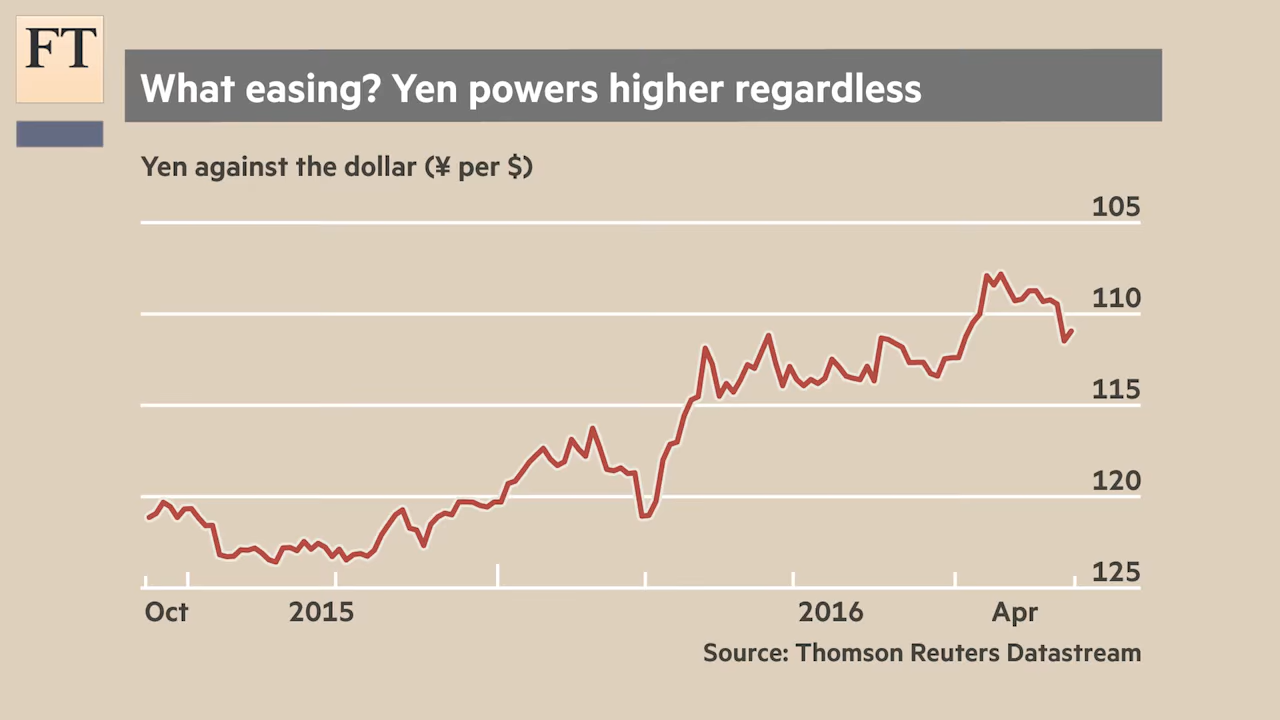 FT
What easing? Yen powers higher regardless
Yen against the dollar (¥ per $)
105
110
115
120
125
Oct 2015 2016 Apr
Source: Thomson Reuters Datastream